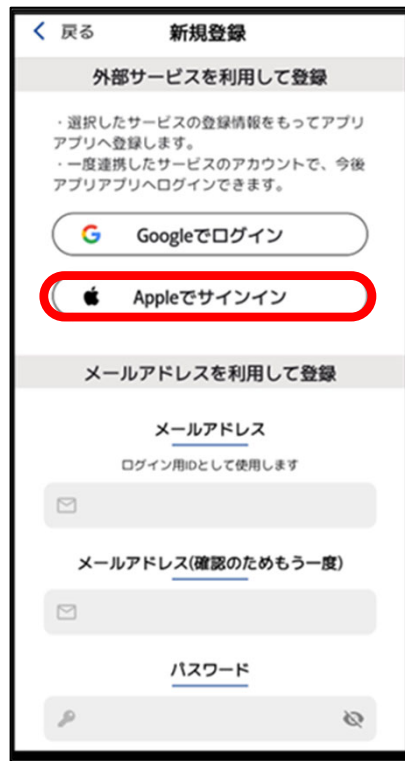 戻る
新規登録
外部サービスを利用して登録
・選択したサービスの登録情報をもってアプリ
アプリへ登録します。
・一度連携したサービスのアカウントで、今後
アプリアプリへログインできます。
Googleでログイン
Appleでサインイン
メールアドレスを利用して登録
メールアドレス
ログイン用IDとして使用します
メールアドレス(確認のためもう一度)
パスワード